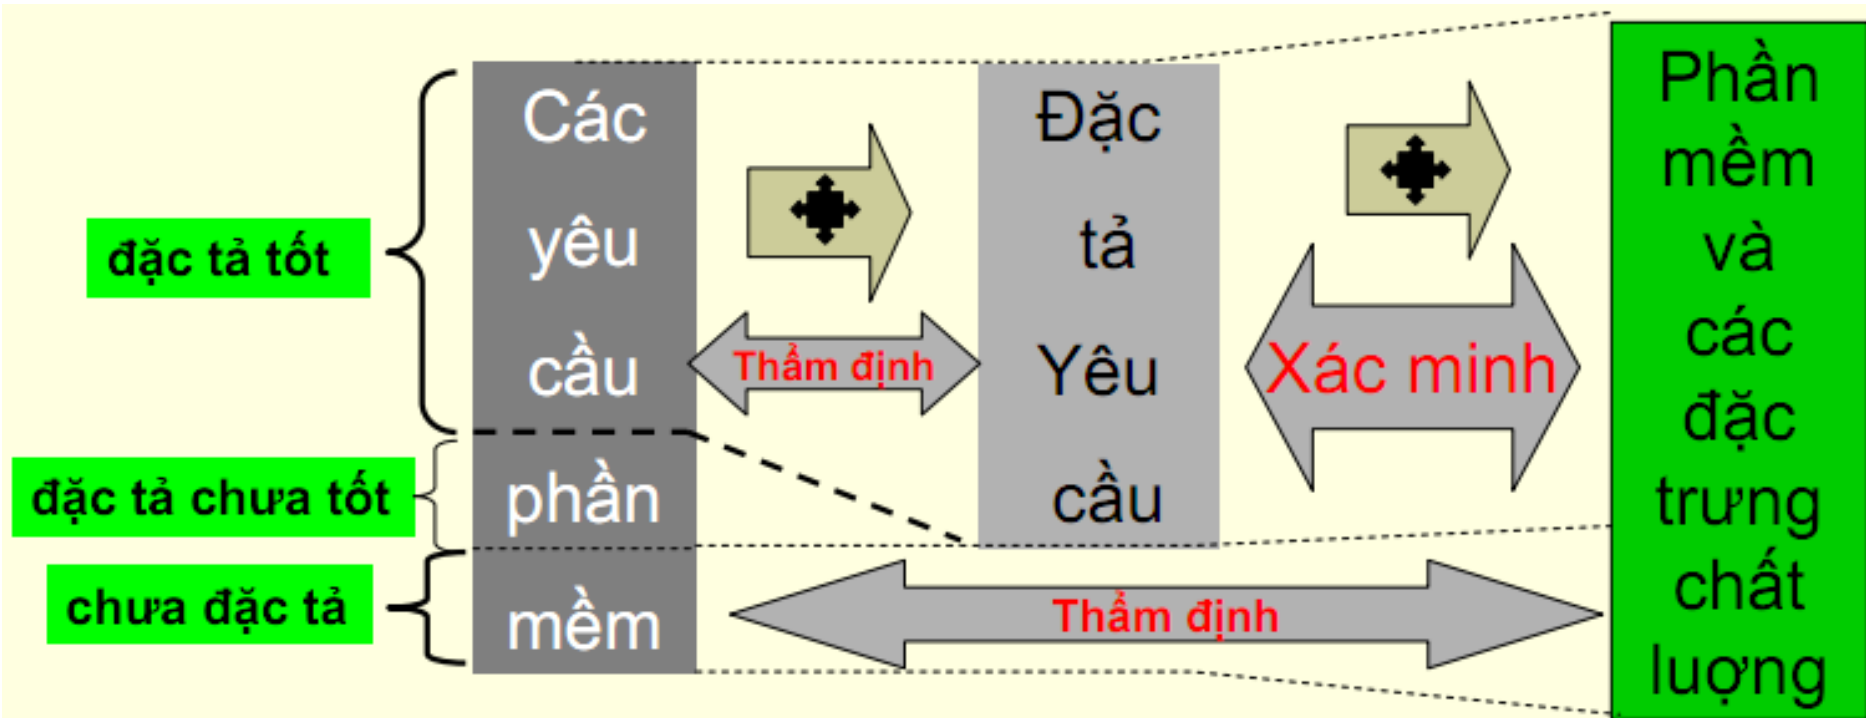 đặc tả tốt
đặc tả chưa tốt
chưa đặc tả
Các
yêu
cầu
phần
mềm
Thẩm định
Đặc
tả
Yêu
cầu
Xác minh
Thẩm định
Phần
mềm
và
các
đặc
trưng
chất
luợng